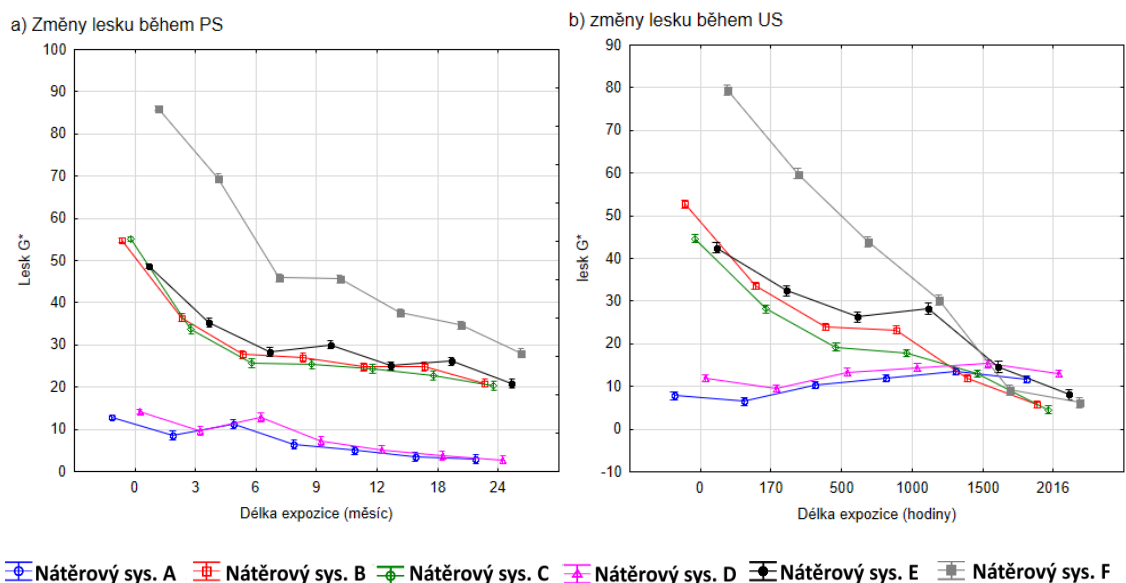 a) Změny lesku během PS
100
90
80
70
60
50
40
30
20
10
0
Lesk G*
0 3 6 9 12 18 24
Délka expozice (měsíc)
b) změny lesku během US
90
80
70
60
50
40
30
20
10
0
-10
lesk G*
0 170 500 1000 1500 2016
Délka expozice (hodiny)
Nátěrový sys. A Nátěrový sys. B Nátěrový sys. C Nátěrový sys. D Nátěrový sys. E Nátěrový sys. F